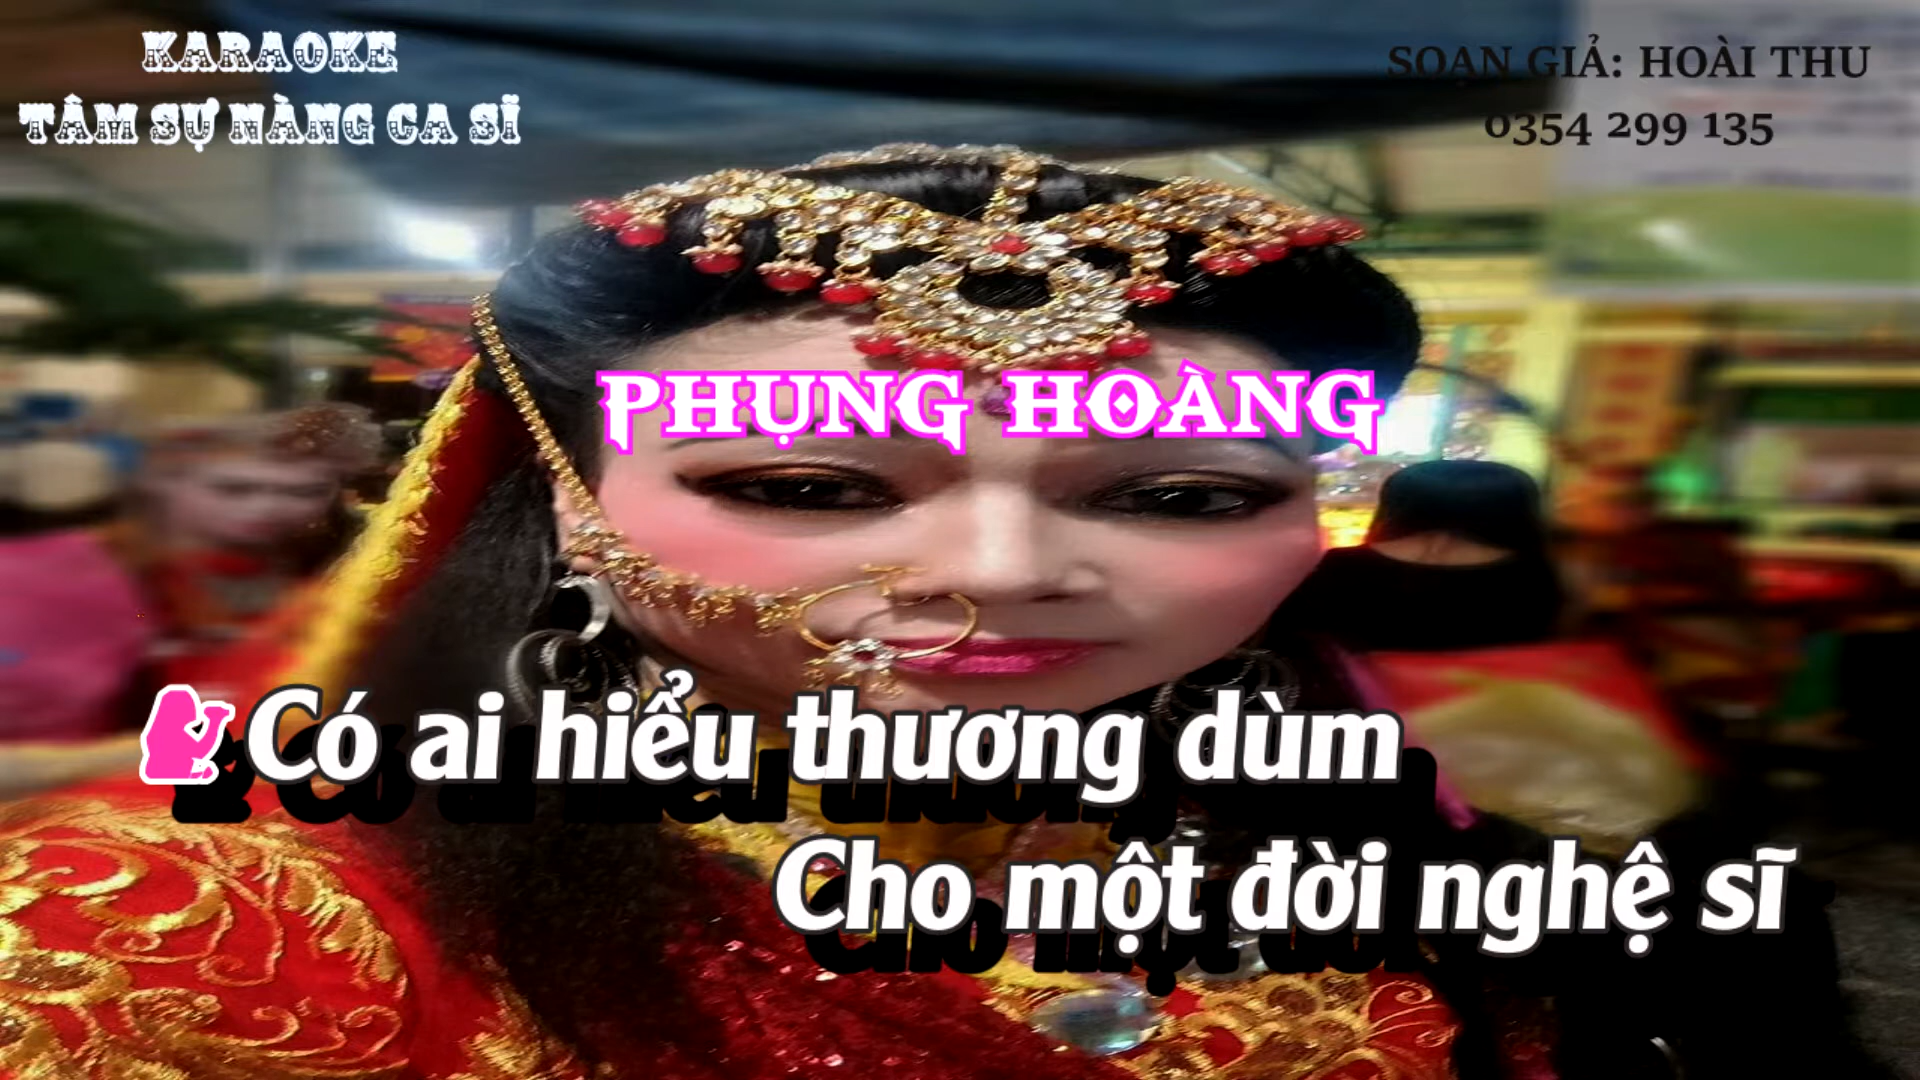 KARAOKE
TÂM SỰ NÀNG CA SĨ
SOẠN GIẢ: HOÀI THU
0354 299 135
PHỤNG HOÀNG
Có ai hiểu thương dùm
Cho một đời nghệ sĩ